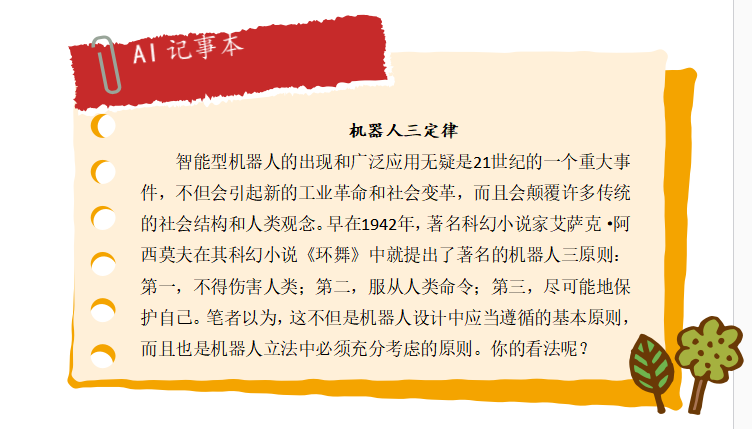 AI 记事本
机器人三定律
智能型机器人的出现和广泛应用无疑是21世纪的一个重大事
件，不但会引起新的工业革命和社会变革，而且会颠覆许多传统
的社会结构和人类观念。早在1942年，著名科幻小说家艾萨克·阿
西莫夫在其科幻小说《环舞》中就提出了著名的机器人三原则：
第一，不得伤害人类；第二，服从人类命令；第三，尽可能地保
护自己。笔者以为，这不但是机器人设计中应当遵循的基本原则，
而且也是机器人立法中必须充分考虑的原则。你的看法呢？